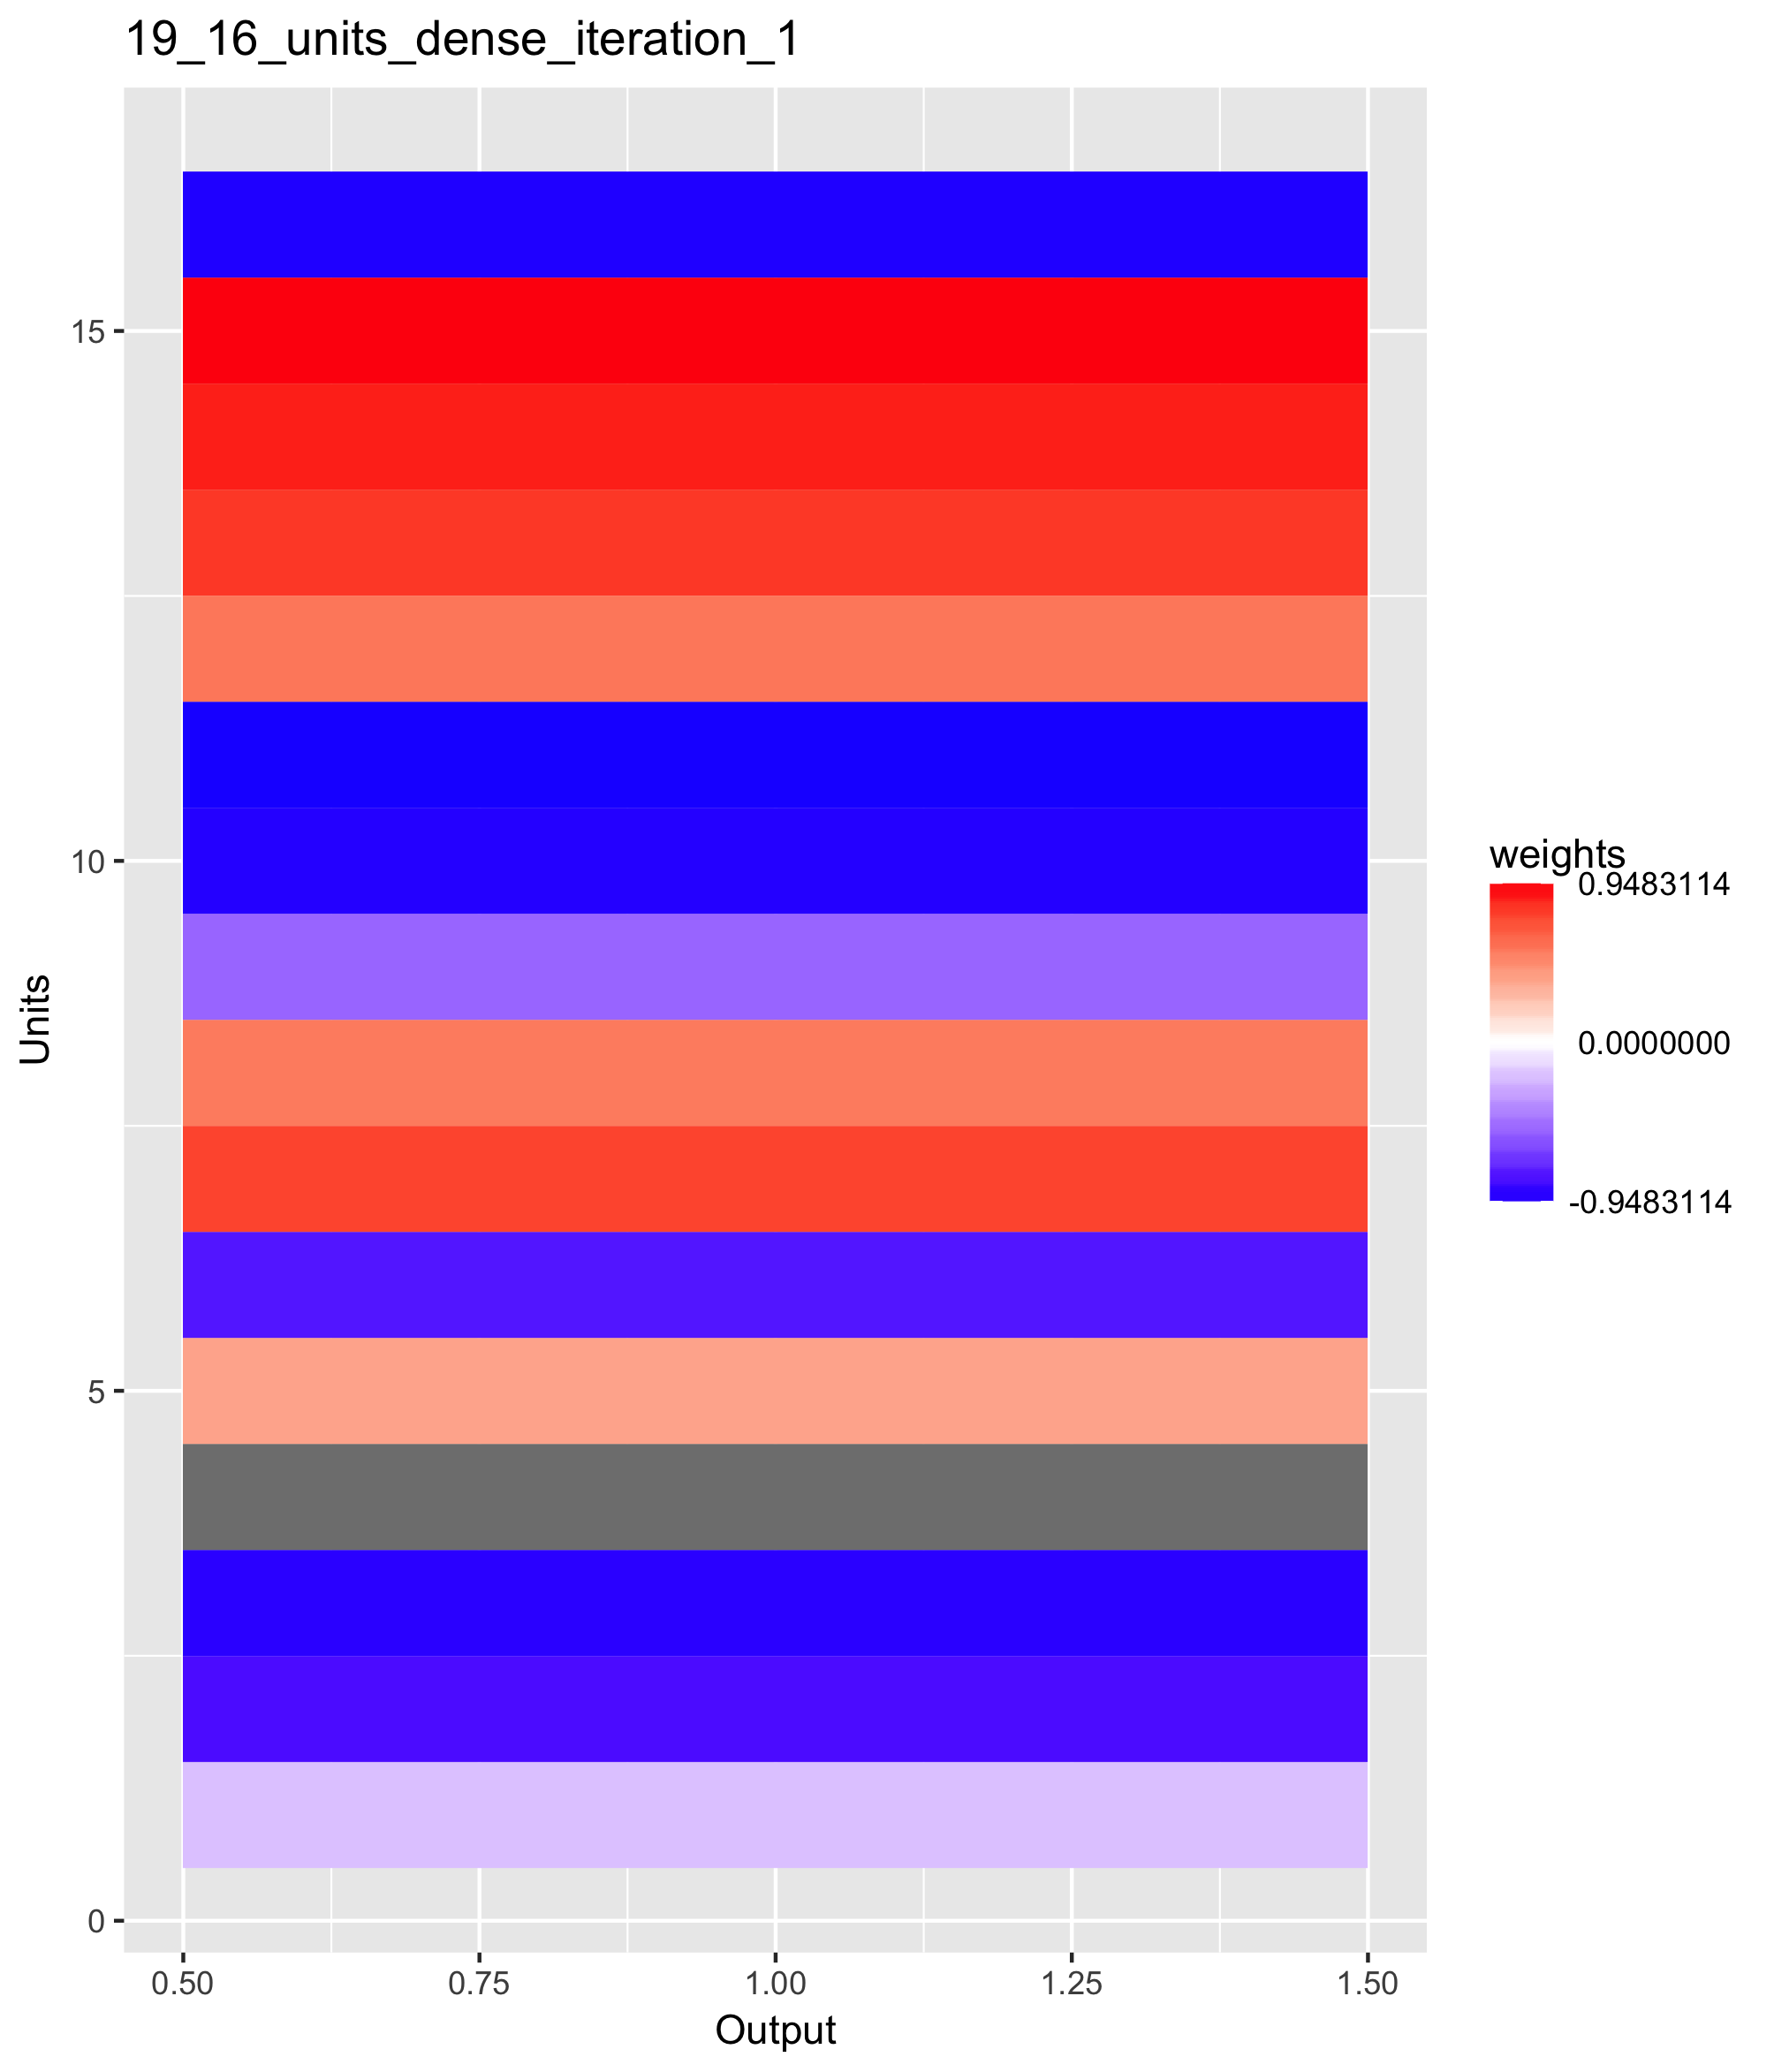 19_16_units_dense_iteration_1
15
10
5
0
Units
0.50 0.75 1.00 1.25 1.50
Output
weights
0.9483114
0.0000000
-0.9483114